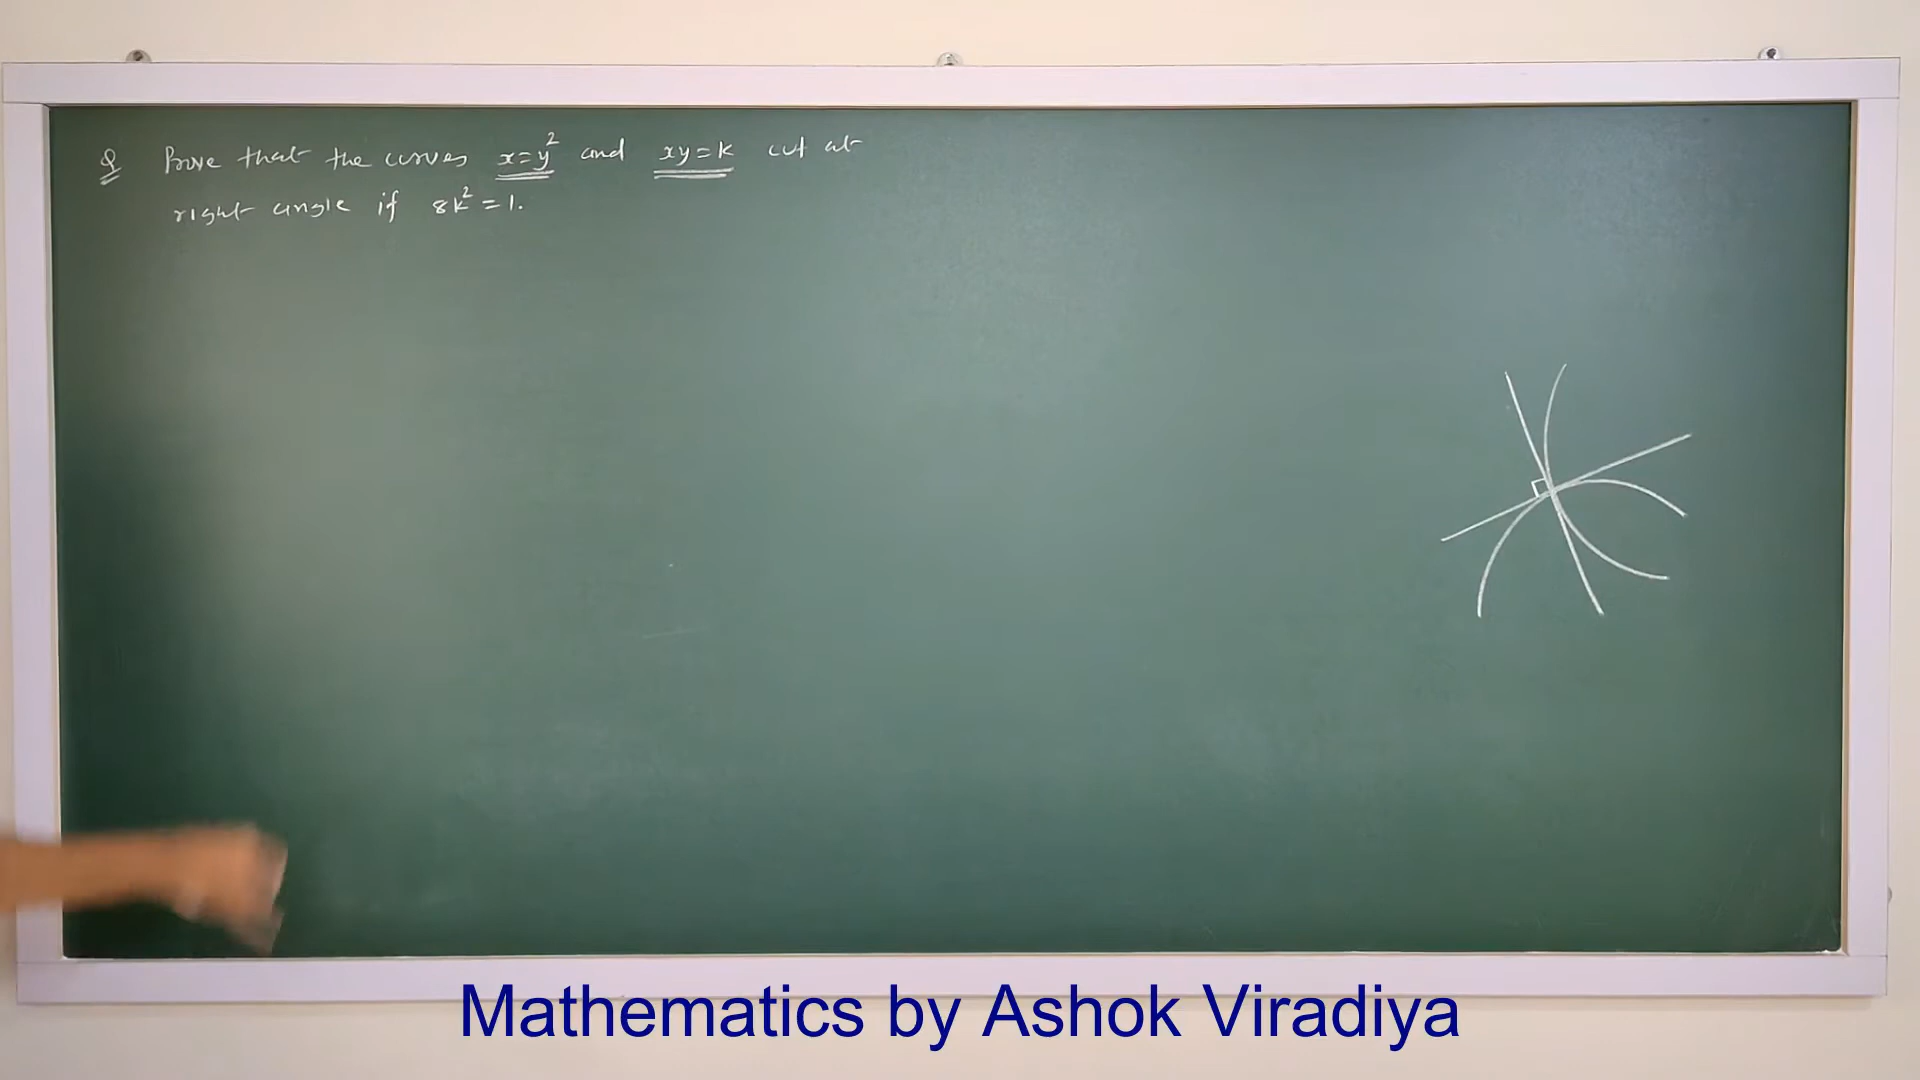 Q Prove that the curves x=y² and xy=k cut at
right angle if 8k²=1.
Mathematics by Ashok Viradiya